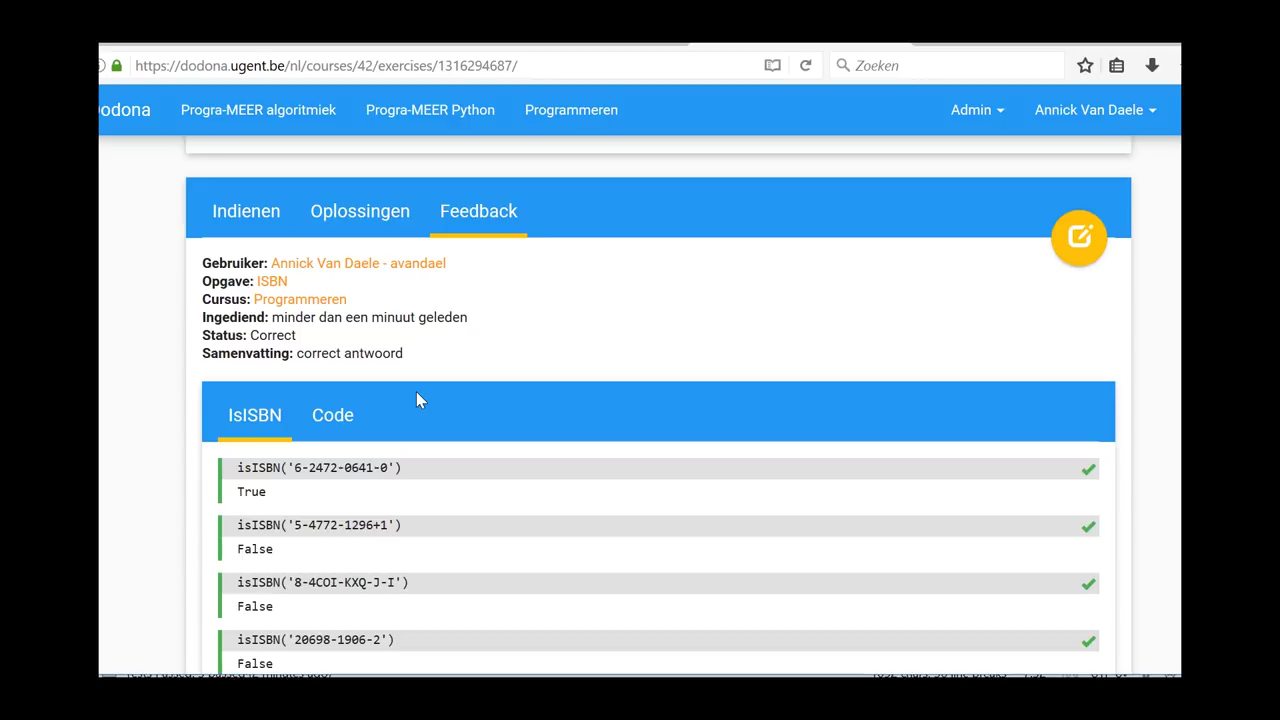 https://dodona.ugent.be/nl/courses/42/exercises/1316294687/
Zoeken
odona Progra-MEER algoritmiek Progra-MEER Python Programmeren Admin Annick Van Daele
Indienen Oplossingen Feedback
Gebruiker: Annick Van Daele - avandael
Opgave: ISBN
Cursus: Programmeren
Ingediend: minder dan een minuut geleden
Status: Correct
Samenvatting: correct antwoord
IsISBN Code
isISBN('6-2472-0641-0')
True
isISBN('5-4772-1296+1')
False
isISBN('8-4COI-KXQ-J-I')
False
isISBN('20698-1906-2')
False